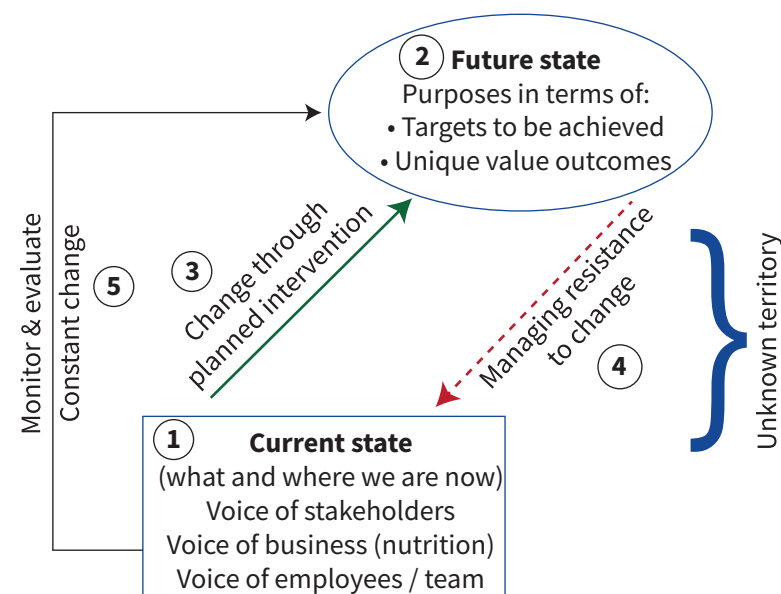 2 Future state
Purposes in terms of:
• Targets to be achieved
• Unique value outcomes
Monitor & evaluate
Constant change
5
3
Change through
planned intervention
Managing resistance
to change
4
Unknown territory
1 Current state
(what and where we are now)
Voice of stakeholders
Voice of business (nutrition)
Voice of employees / team